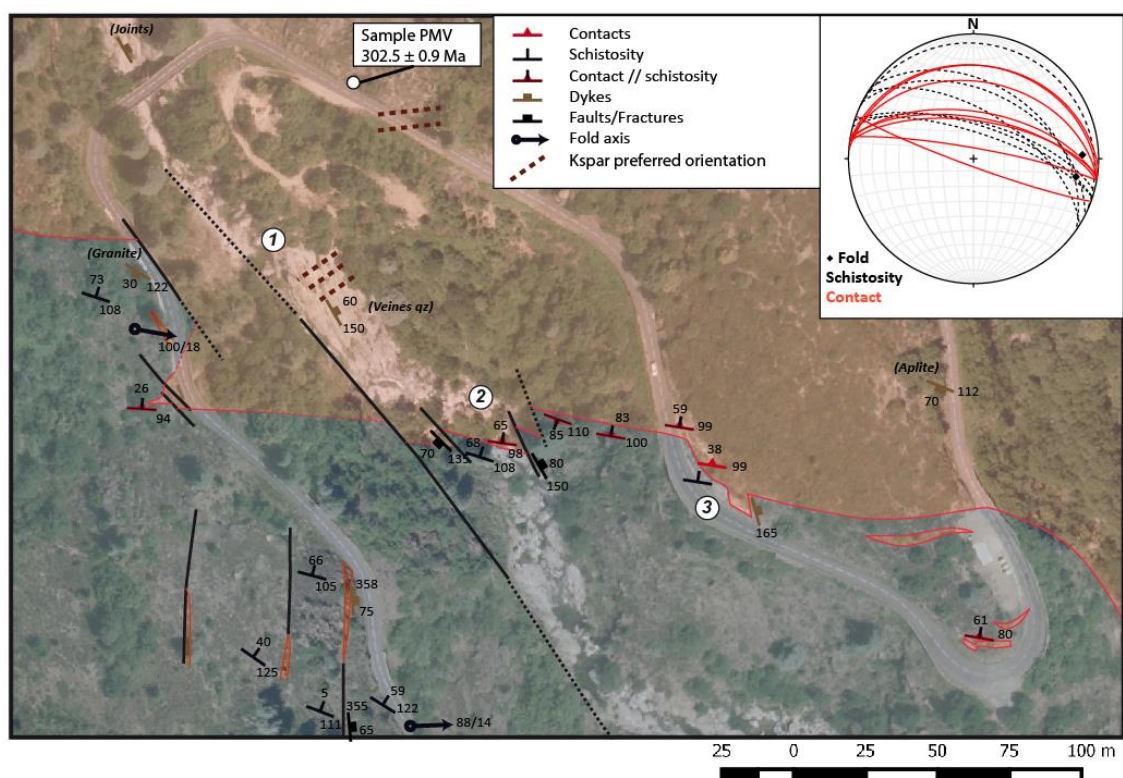 (Joints)
Sample PMV
302.5 ± 0.9 Ma
Contacts
Schistosity
Contact // schistosity
Dykes
Faults/Fractures
Fold axis
Kspar preferred orientation
N
Fold
Schistosity
Contact
1
(Granite)
73
30
122
108
60
(Veines qz)
150
100/18
(Aplite)
112
70
26
94
2
65
85
110
83
100
59
99
70
135
68
98
108
80
150
38
99
3
165
66
105
358
75
40
125
61
80
5
111
355
65
59
122
88/14
25 0 25 50 75 100 m